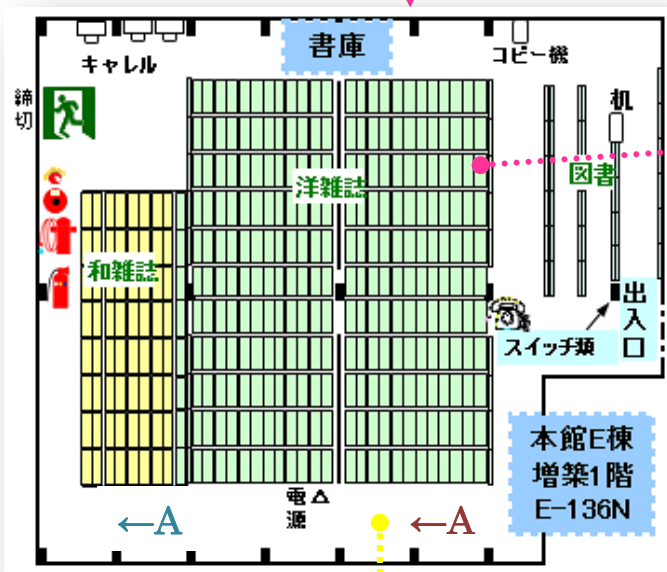 書庫
キャレル
コピー機
締切
机
洋雑誌
図書
和雑誌
出入口
スイッチ類
本館E棟
増築1階
E-136N
電源
←A
←A